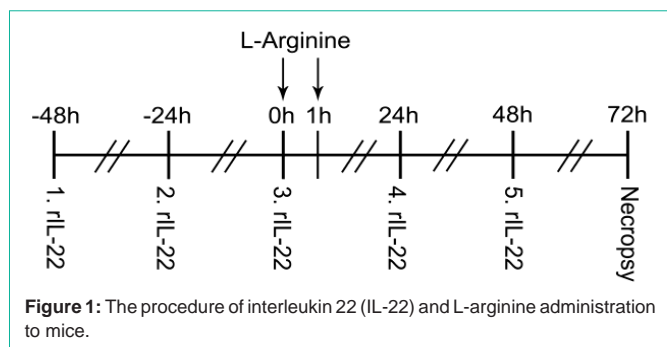 L-Arginine
-48h -24h 0h 1h 24h 48h 72h
1. rIL-22
2. rIL-22
3. rIL-22
4. rIL-22
5. rIL-22
Necropsy
Figure 1: The procedure of interleukin 22 (IL-22) and L-arginine administration
to mice.